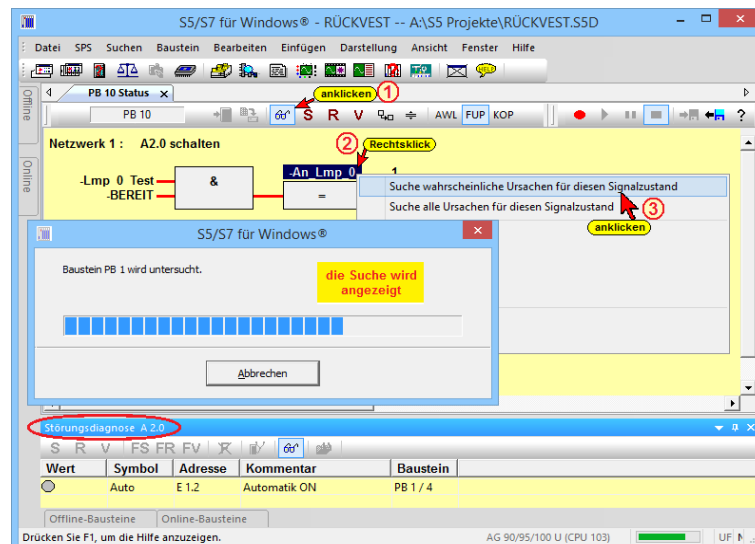 S5/S7 für Windows® - RÜCKVEST -- A:\S5 Projekte\RÜCKVEST.S5D
Datei SPS Suchen Baustein Bearbeiten Einfügen Darstellung Ansicht Fenster Hilfe
HELP
Offline
Online
PB 10 Status x
anklicken 1
PB 10 S R V AWL FUP KOP ?
Netzwerk 1 : A2.0 schalten
2 Rechtsklick
-An_Lmp_0 1
-Lmp_0_Test
&
-BEREIT
=
Suche wahrscheinliche Ursachen für diesen Signalzustand
Suche alle Ursachen für diesen Signalzustand
3
anklicken
S5/S7 für Windows®
Baustein PB 1 wird untersucht.
die Suche wird
angezeigt
Abbrechen
Störungsdiagnose A 2.0
S R V FS FR FV
Wert Symbol Adresse Kommentar Baustein
Auto E 1.2 Automatik ON PB 1 / 4
Offline-Bausteine Online-Bausteine
Drücken Sie F1, um die Hilfe anzuzeigen. AG 90/95/100 U (CPU 103) UF